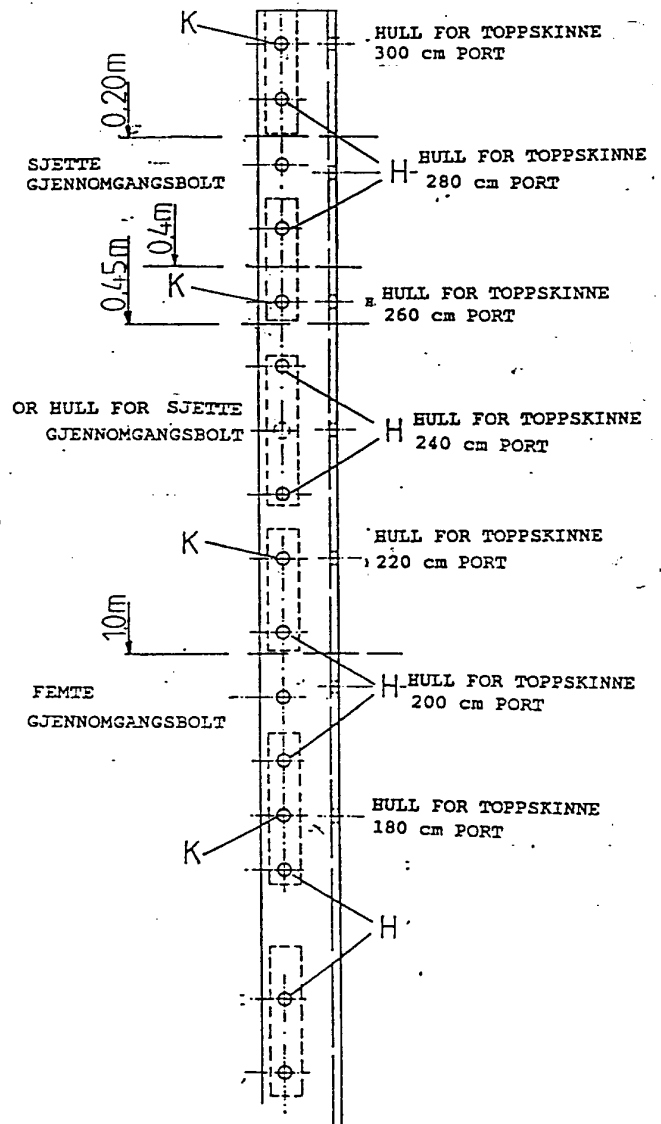 K
HULL FOR TOPPSKINNE
300 cm PORT
0.20m
SJETTE
GJENNOMGANGSBOLT
H
HULL FOR TOPPSKINNE
280 cm PORT
0.4m
0.45m
K
H
HULL FOR TOPPSKINNE
260 cm PORT
OR HULL FOR SJETTE
GJENNOMGANGSBOLT
H
HULL FOR TOPPSKINNE
240 cm PORT
K
HULL FOR TOPPSKINNE
220 cm PORT
1.0m
FEMTE
GJENNOMGANGSBOLT
H
HULL FOR TOPPSKINNE
200 cm PORT
HULL FOR TOPPSKINNE
180 cm PORT
K
H